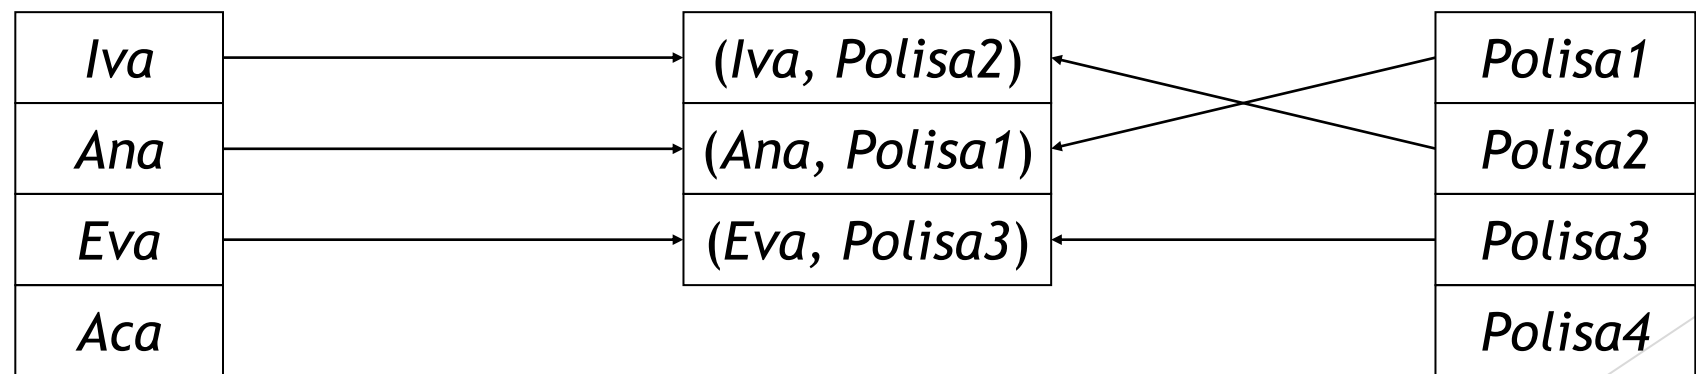 Iva
(Iva, Polisa2)
Polisa1
Ana
(Ana, Polisa1)
Polisa2
Eva
(Eva, Polisa3)
Polisa3
Aca
Polisa4